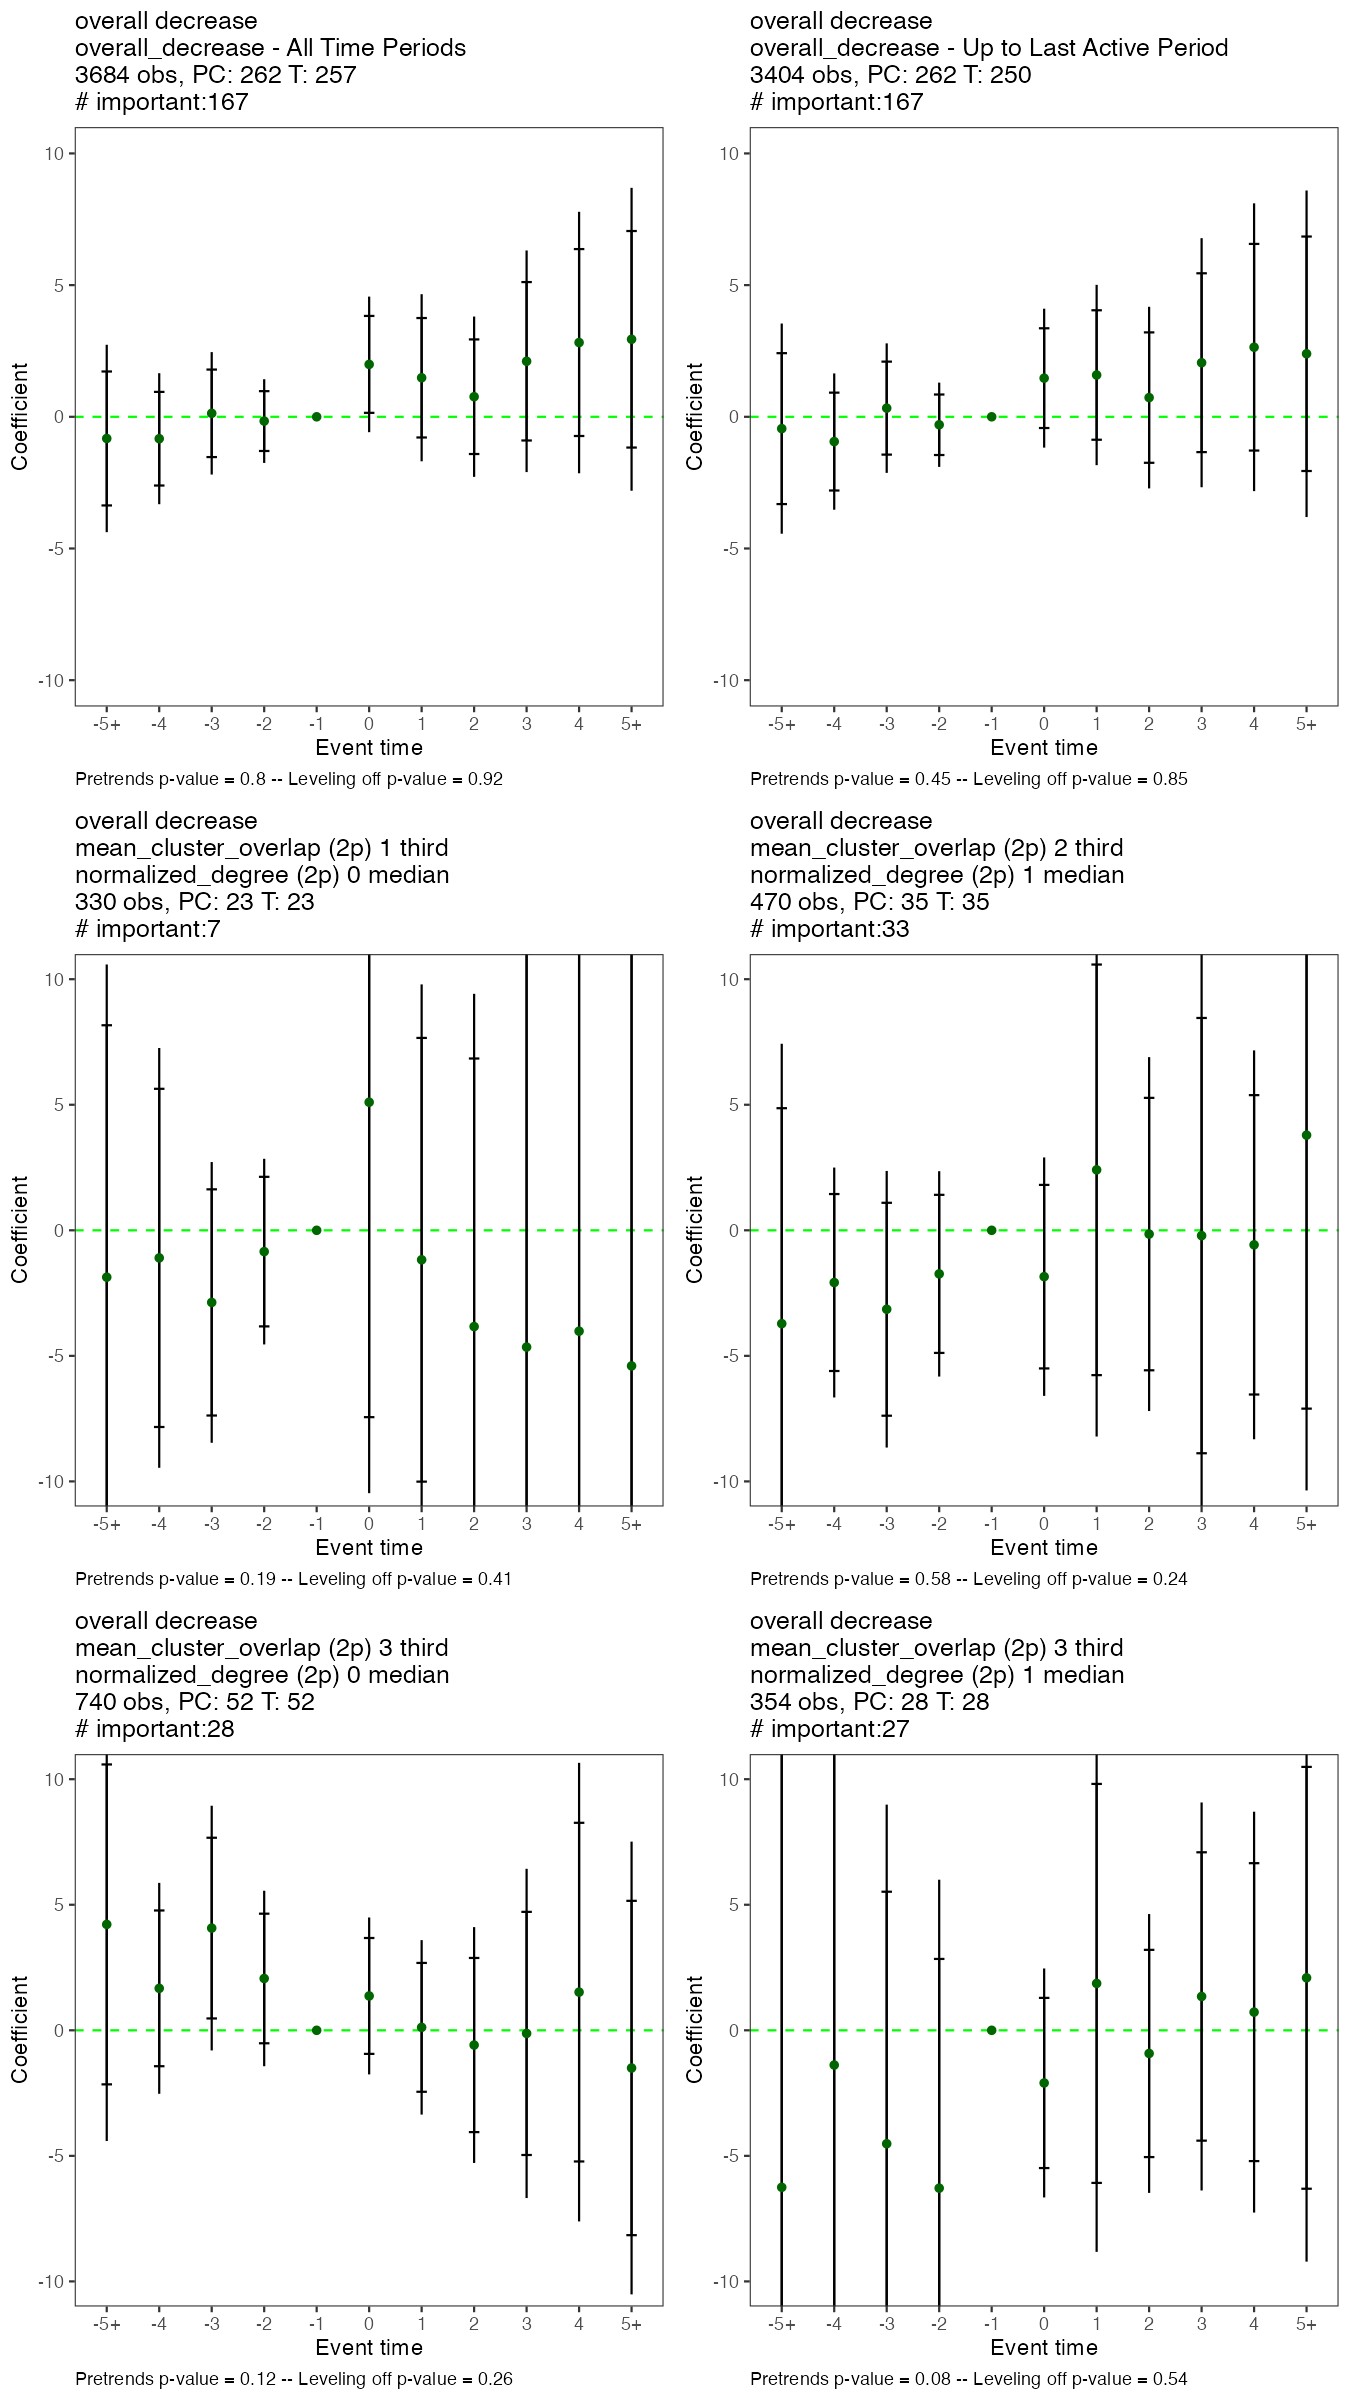 overall decrease
overall_decrease - All Time Periods
3684 obs, PC: 262 T: 257
# important:167
10
5
0
-5
-10
Coefficient
-5+ -4 -3 -2 -1 0 1 2 3 4 5+
Event time
Pretrends p-value = 0.8 -- Leveling off p-value = 0.92
overall decrease
overall_decrease - Up to Last Active Period
3404 obs, PC: 262 T: 250
# important:167
10
5
0
-5
-10
Coefficient
-5+ -4 -3 -2 -1 0 1 2 3 4 5+
Event time
Pretrends p-value = 0.45 -- Leveling off p-value = 0.85
overall decrease
mean_cluster_overlap (2p) 1 third
normalized_degree (2p) 0 median
330 obs, PC: 23 T: 23
# important:7
10
5
0
-5
-10
Coefficient
-5+ -4 -3 -2 -1 0 1 2 3 4 5+
Event time
Pretrends p-value = 0.19 -- Leveling off p-value = 0.41
overall decrease
mean_cluster_overlap (2p) 2 third
normalized_degree (2p) 1 median
470 obs, PC: 35 T: 35
# important:33
10
5
0
-5
-10
Coefficient
-5+ -4 -3 -2 -1 0 1 2 3 4 5+
Event time
Pretrends p-value = 0.58 -- Leveling off p-value = 0.24
overall decrease
mean_cluster_overlap (2p) 3 third
normalized_degree (2p) 0 median
740 obs, PC: 52 T: 52
# important:28
10
5
0
-5
-10
Coefficient
-5+ -4 -3 -2 -1 0 1 2 3 4 5+
Event time
Pretrends p-value = 0.12 -- Leveling off p-value = 0.26
overall decrease
mean_cluster_overlap (2p) 3 third
normalized_degree (2p) 1 median
354 obs, PC: 28 T: 28
# important:27
10
5
0
-5
-10
Coefficient
-5+ -4 -3 -2 -1 0 1 2 3 4 5+
Event time
Pretrends p-value = 0.08 -- Leveling off p-value = 0.54